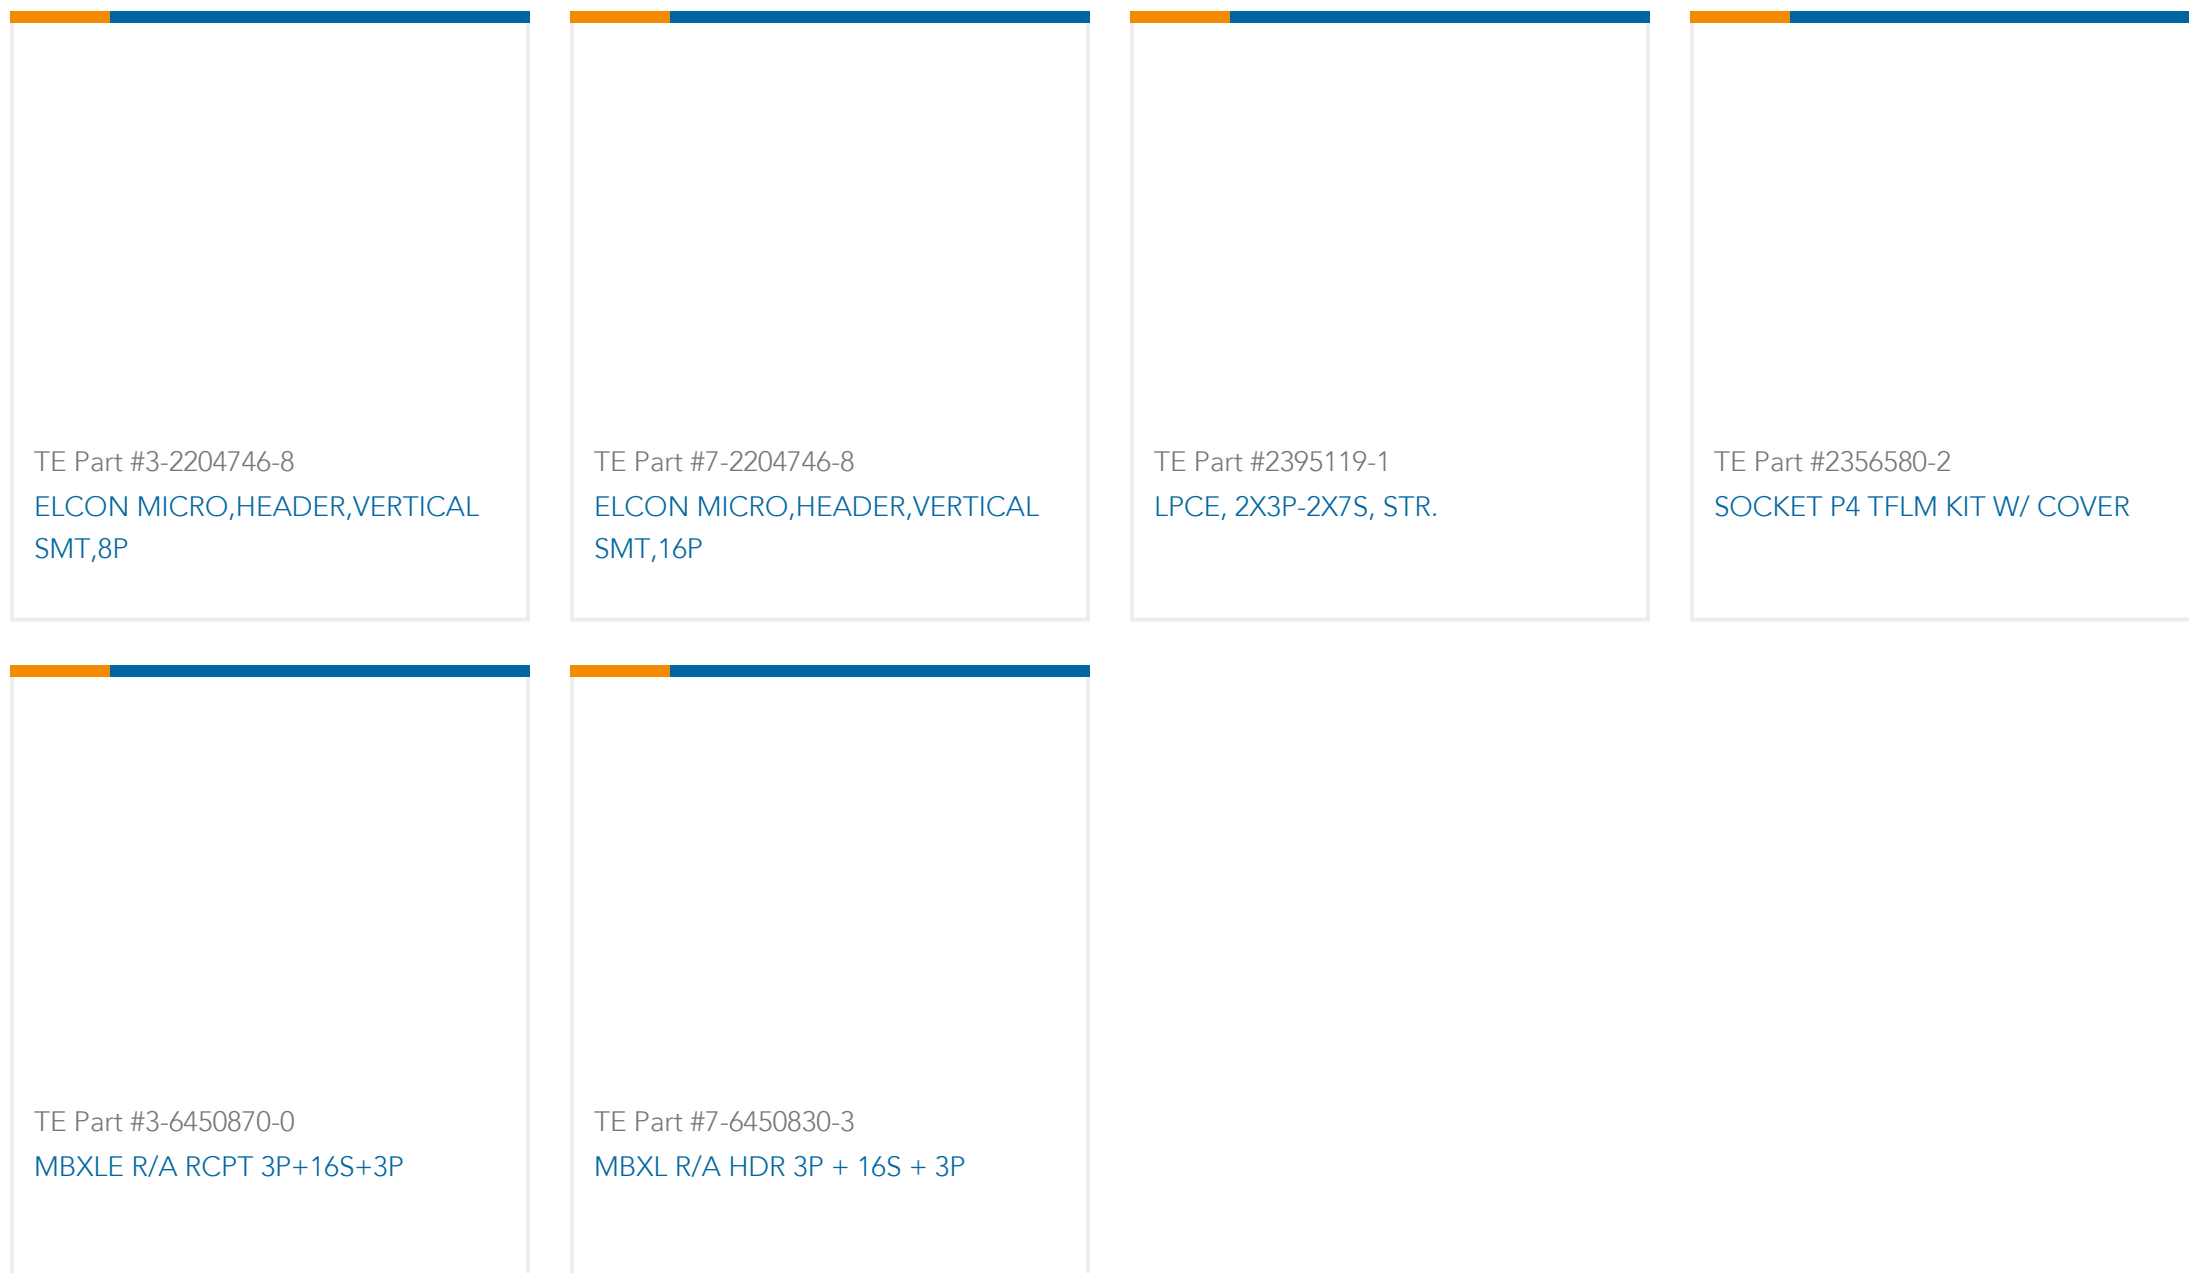 TE Part #3-2204746-8
ELCON MICRO,HEADER,VERTICAL
SMT,8P
TE Part #7-2204746-8
ELCON MICRO,HEADER,VERTICAL
SMT,16P
TE Part #2395119-1
LPCE, 2X3P-2X7S, STR.
TE Part #2356580-2
SOCKET P4 TFLM KIT W/ COVER
TE Part #3-6450870-0
MBXLE R/A RCPT 3P+16S+3P
TE Part #7-6450830-3
MBXL R/A HDR 3P + 16S + 3P